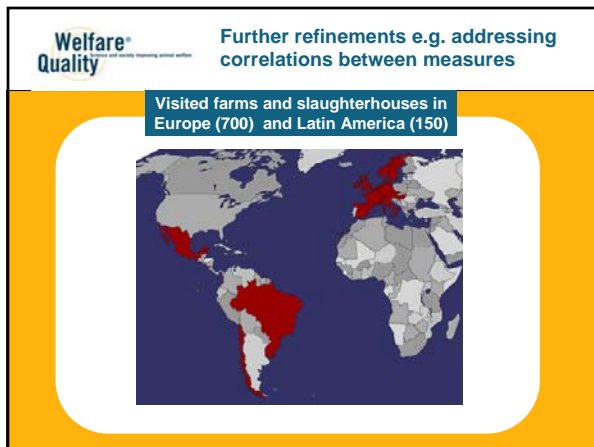 Welfare®
Quality
Science and society improving animal welfare
Further refinements e.g. addressing
correlations between measures
Visited farms and slaughterhouses in
Europe (700) and Latin America (150)